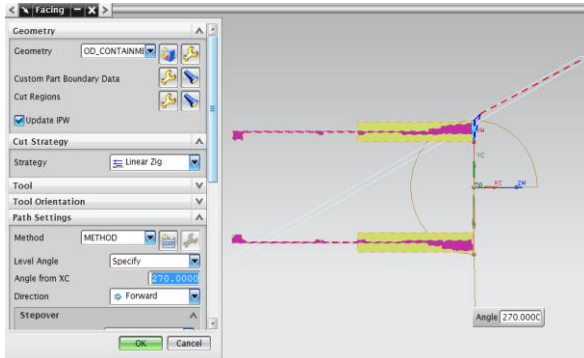 Facing
Geometry
Geometry OD_CONTAINME
Custom Part Boundary Data
Cut Regions
Update IPW
Cut Strategy
Strategy Linear Zig
Tool
Tool Orientation
Path Settings
Method METHOD
Level Angle Specify
Angle from XC 270.0000
Direction Forward
Stepover
OK Cancel
YC
XC ZM
Angle 270.000C